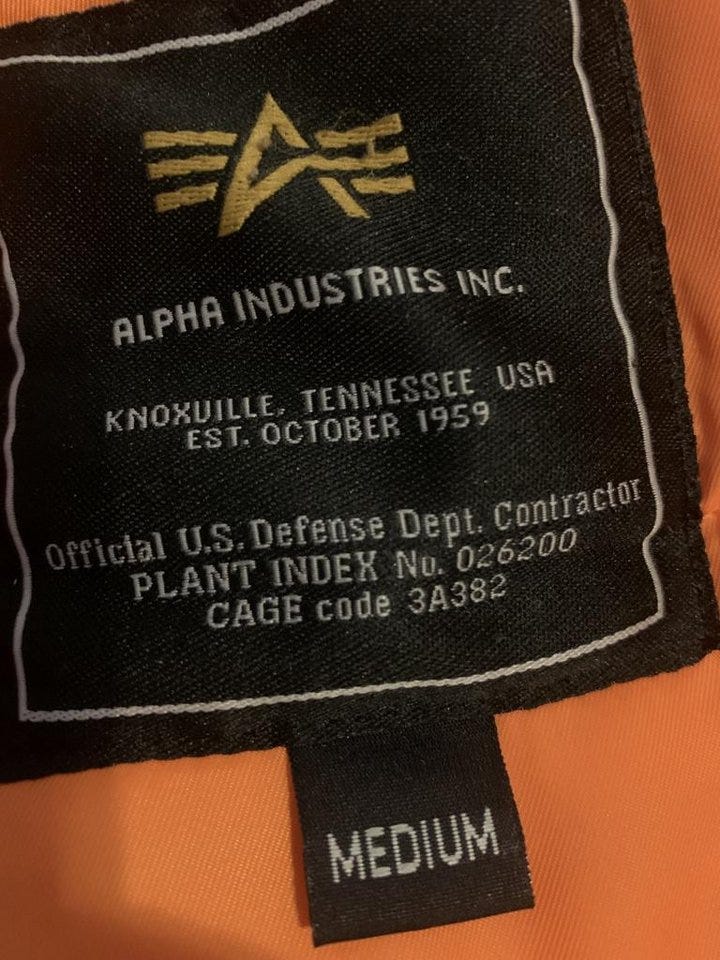 ALPHA INDUSTRIES INC.
KNOXVILLE, TENNESSEE USA
EST. OCTOBER 1959
Official U.S. Defense Dept. Contractor
PLANT INDEX No. 026200
CAGE code 3A382
MEDIUM